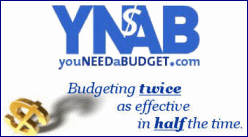 YNAB
youNEEDaBUDGET.com
Budgeting twice
as effective
in half the time.